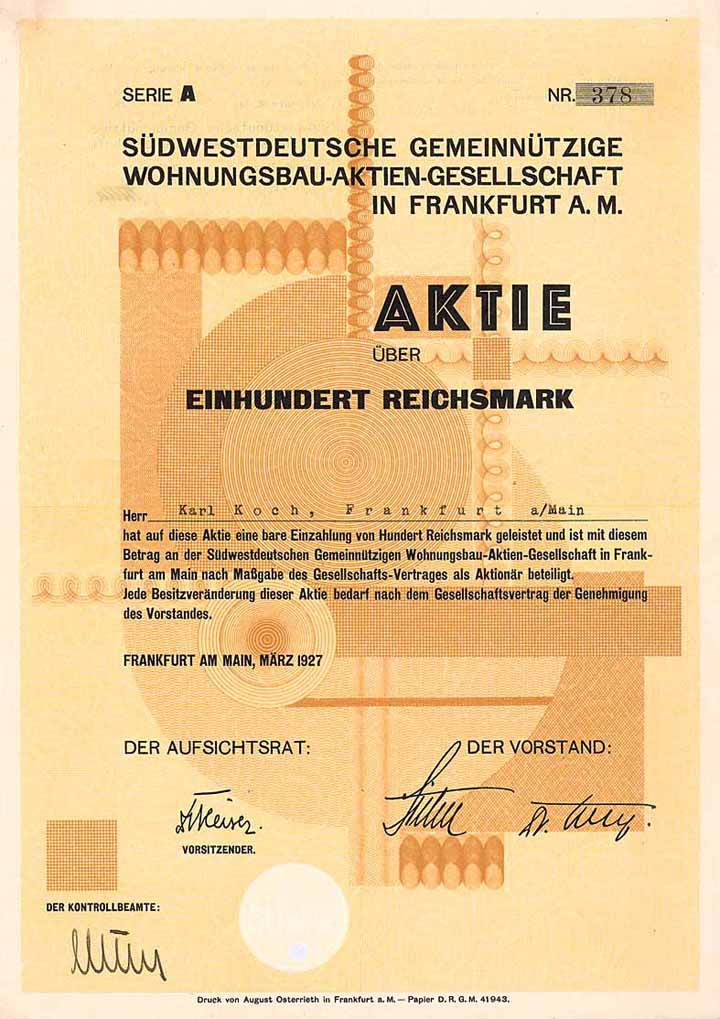 SERIE A
NR. 378
SÜDWESTDEUTSCHE GEMEINNÜTZIGE
WOHNUNGSBAU-AKTIEN-GESELLSCHAFT
IN FRANKFURT A. M.
AKTIE
ÜBER
EINHUNDERT REICHSMARK
Herr Karl Koch, Frankfurt a/Main
hat auf diese Aktie eine bare Einzahlung von Hundert Reichsmark geleistet und ist mit diesem
Betrag an der Südwestdeutschen Gemeinnützigen Wohnungsbau-Aktien-Gesellschaft in Frank-
furt am Main nach Maßgabe des Gesellschafts-Vertrages als Aktionär beteiligt.
Jede Besitzveränderung dieser Aktie bedarf nach dem Gesellschaftsvertrag der Genehmigung
des Vorstandes.
FRANKFURT AM MAIN, MÄRZ 1927
DER AUFSICHTSRAT:
DER VORSTAND:
VORSITZENDER.
DER KONTROLLBEAMTE:
Druck von August Osterrieth in Frankfurt a. M. — Papier D. R. G. M. 41943.